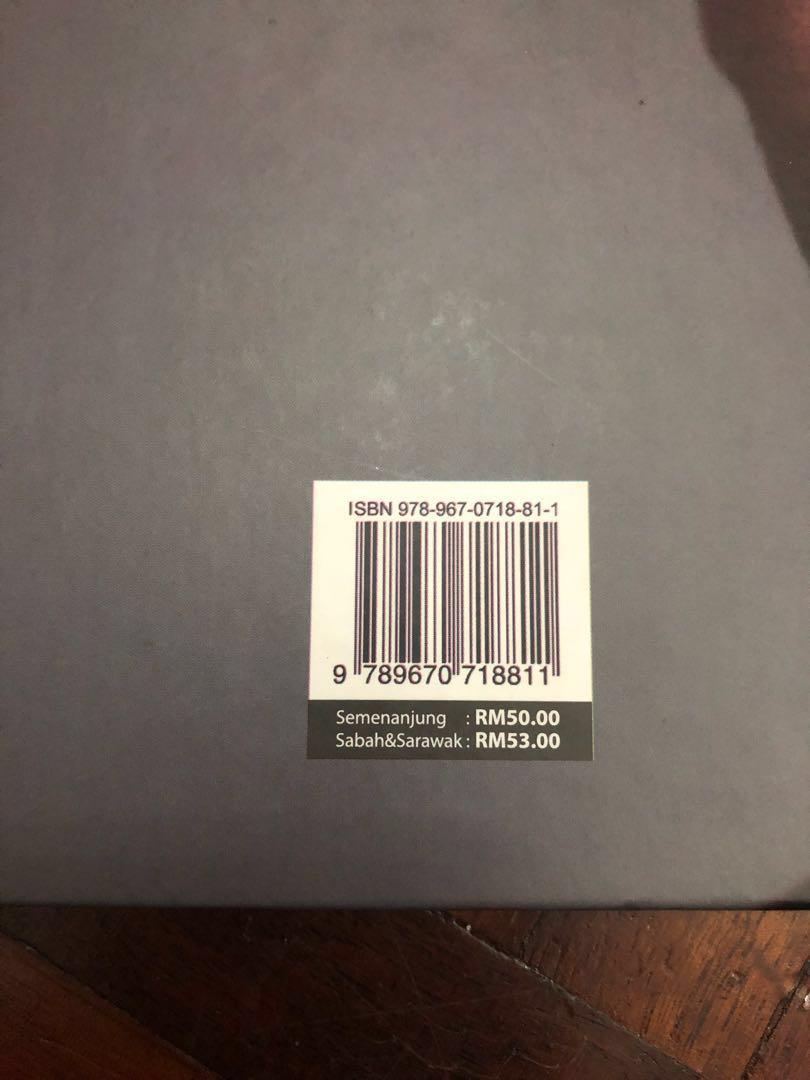 ISBN 978-967-0718-81-1
9 789670 718811
Semenanjung : RM50.00
Sabah&Sarawak : RM53.00